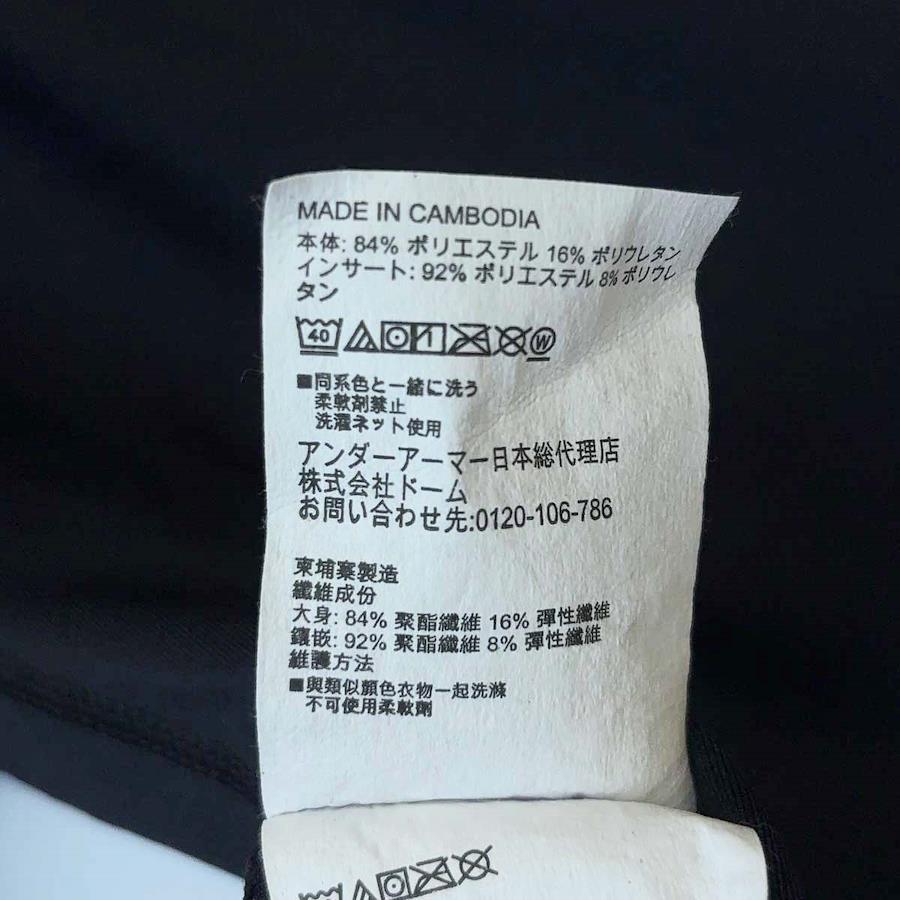 MADE IN CAMBODIA
本体: 84% ポリエステル 16% ポリウレタン
インサート: 92% ポリエステル 8% ポリウレ
タン
40 W
■同系色と一緒に洗う
柔軟剤禁止
洗濯ネット使用
アンダーアーマー日本総代理店
株式会社ドーム
お問い合わせ先:0120-106-786
柬埔寨製造
纖維成份
大身: 84% 聚酯纖維 16% 彈性纖維
鑲嵌: 92% 聚酯纖維 8% 彈性纖維
維護方法
■與類似顏色衣物一起洗滌
不可使用柔軟劑